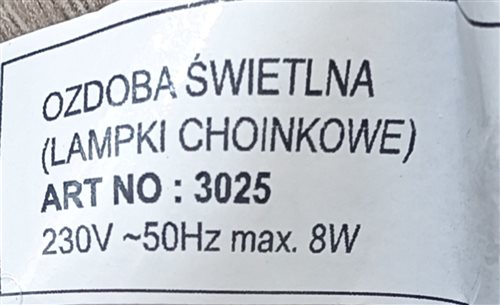 OZDOBA ŚWIETLNA
(LAMPKI CHOINKOWE)
ART NO : 3025
230V ~50Hz max. 8W